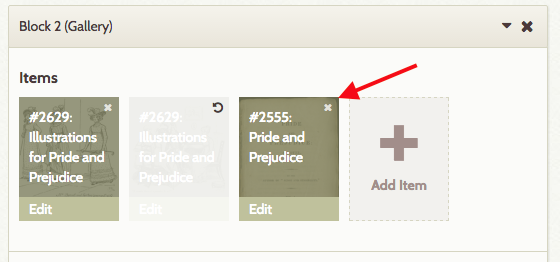 Block 2 (Gallery)
Items
#2629:
Illustrations
for Pride and
Prejudice
Edit
#2629:
Illustrations
for Pride and
Prejudice
Edit
#2555:
Pride and
Prejudice
Edit
Add Item